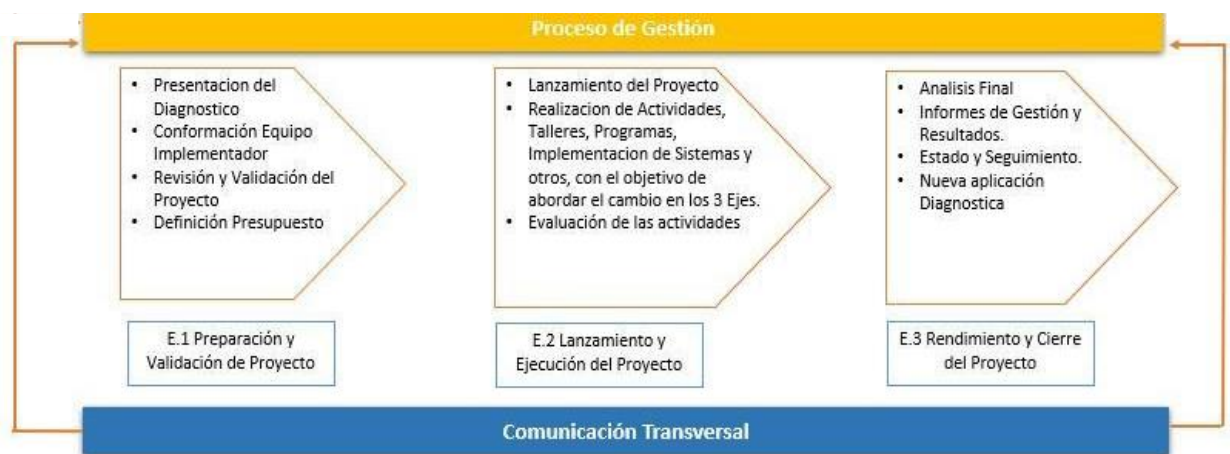 Proceso de Gestión
• Presentacion del
Diagnostico
• Conformación Equipo
Implementador
• Revisión y Validación del
Proyecto
• Definición Presupuesto
• Lanzamiento del Proyecto
• Realizacion de Actividades,
Talleres, Programas,
Implementacion de Sistemas y
otros, con el objetivo de
abordar el cambio en los 3 Ejes.
• Evaluación de las actividades
• Analisis Final
• Informes de Gestión y
Resultados.
• Estado y Seguimiento.
• Nueva aplicación
Diagnostica
E.1 Preparación y
Validación de Proyecto
E.2 Lanzamiento y
Ejecución del Proyecto
E.3 Rendimiento y Cierre
del Proyecto
Comunicación Transversal